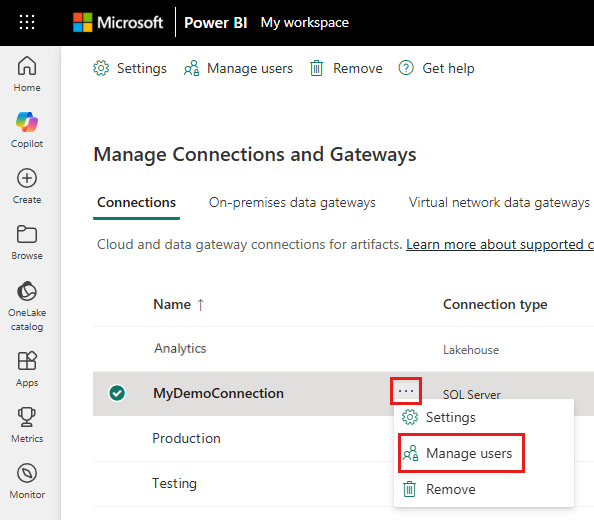 Microsoft Power BI My workspace
Settings Manage users Remove Get help
Home
Copilot
Create
Browse
OneLake
catalog
Apps
Metrics
Monitor
Manage Connections and Gateways
Connections On-premises data gateways Virtual network data gateways
Cloud and data gateway connections for artifacts. Learn more about supported c
Name ↑ Connection type
Analytics Lakehouse
MyDemoConnection ... SQL Server
Settings
Production
Manage users
Testing
Remove